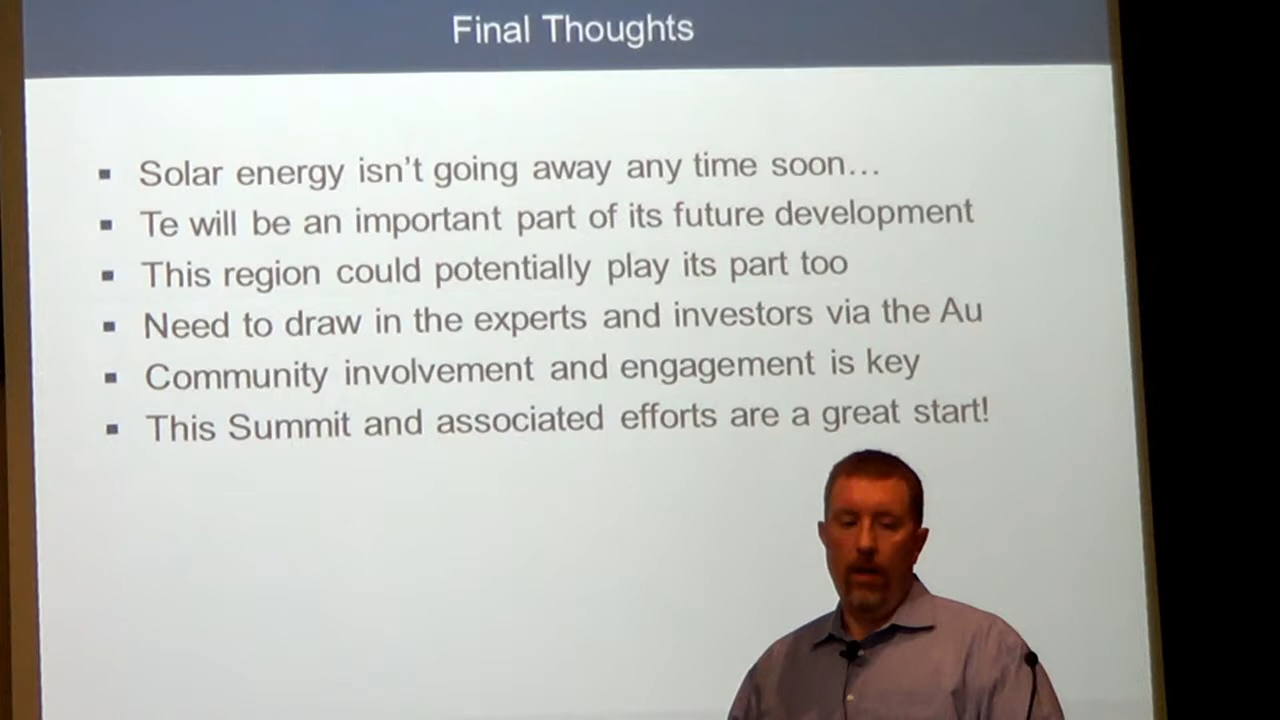 Final Thoughts
▪ Solar energy isn't going away any time soon…
▪ Te will be an important part of its future development
▪ This region could potentially play its part too
▪ Need to draw in the experts and investors via the Au
▪ Community involvement and engagement is key
▪ This Summit and associated efforts are a great start!